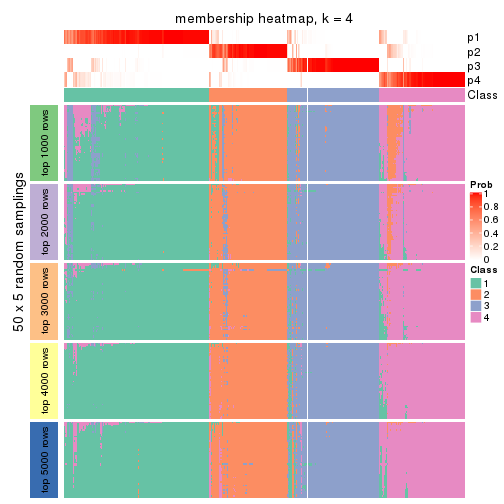 membership heatmap, k = 4
p1
p2
p3
p4
Class
50 x 5 random samplings
top 1000 rows
top 2000 rows
top 3000 rows
top 4000 rows
top 5000 rows
Prob
1
0.8
0.6
0.4
0.2
0
Class
1
2
3
4